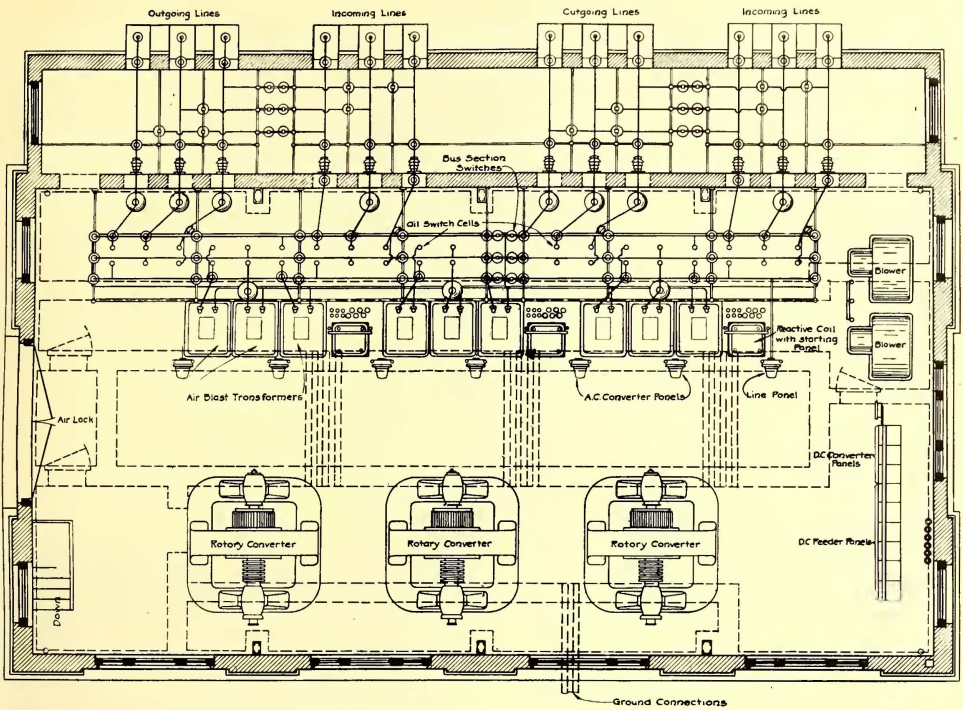 Outgoing Lines
Incoming Lines
Outgoing Lines
Incoming Lines
Bus Section
Switches
Oil Switch Cells
Blower
Reactive Coil
with starting
Panel
Blower
Air Blast Transformers
A.C. Converter Panels
Line Panel
Air Lock
D.C. Converter
Panels
Rotory Converter
Rotary Converter
Rotory Converter
D.C. Feeder Panels
Down
Ground Connections